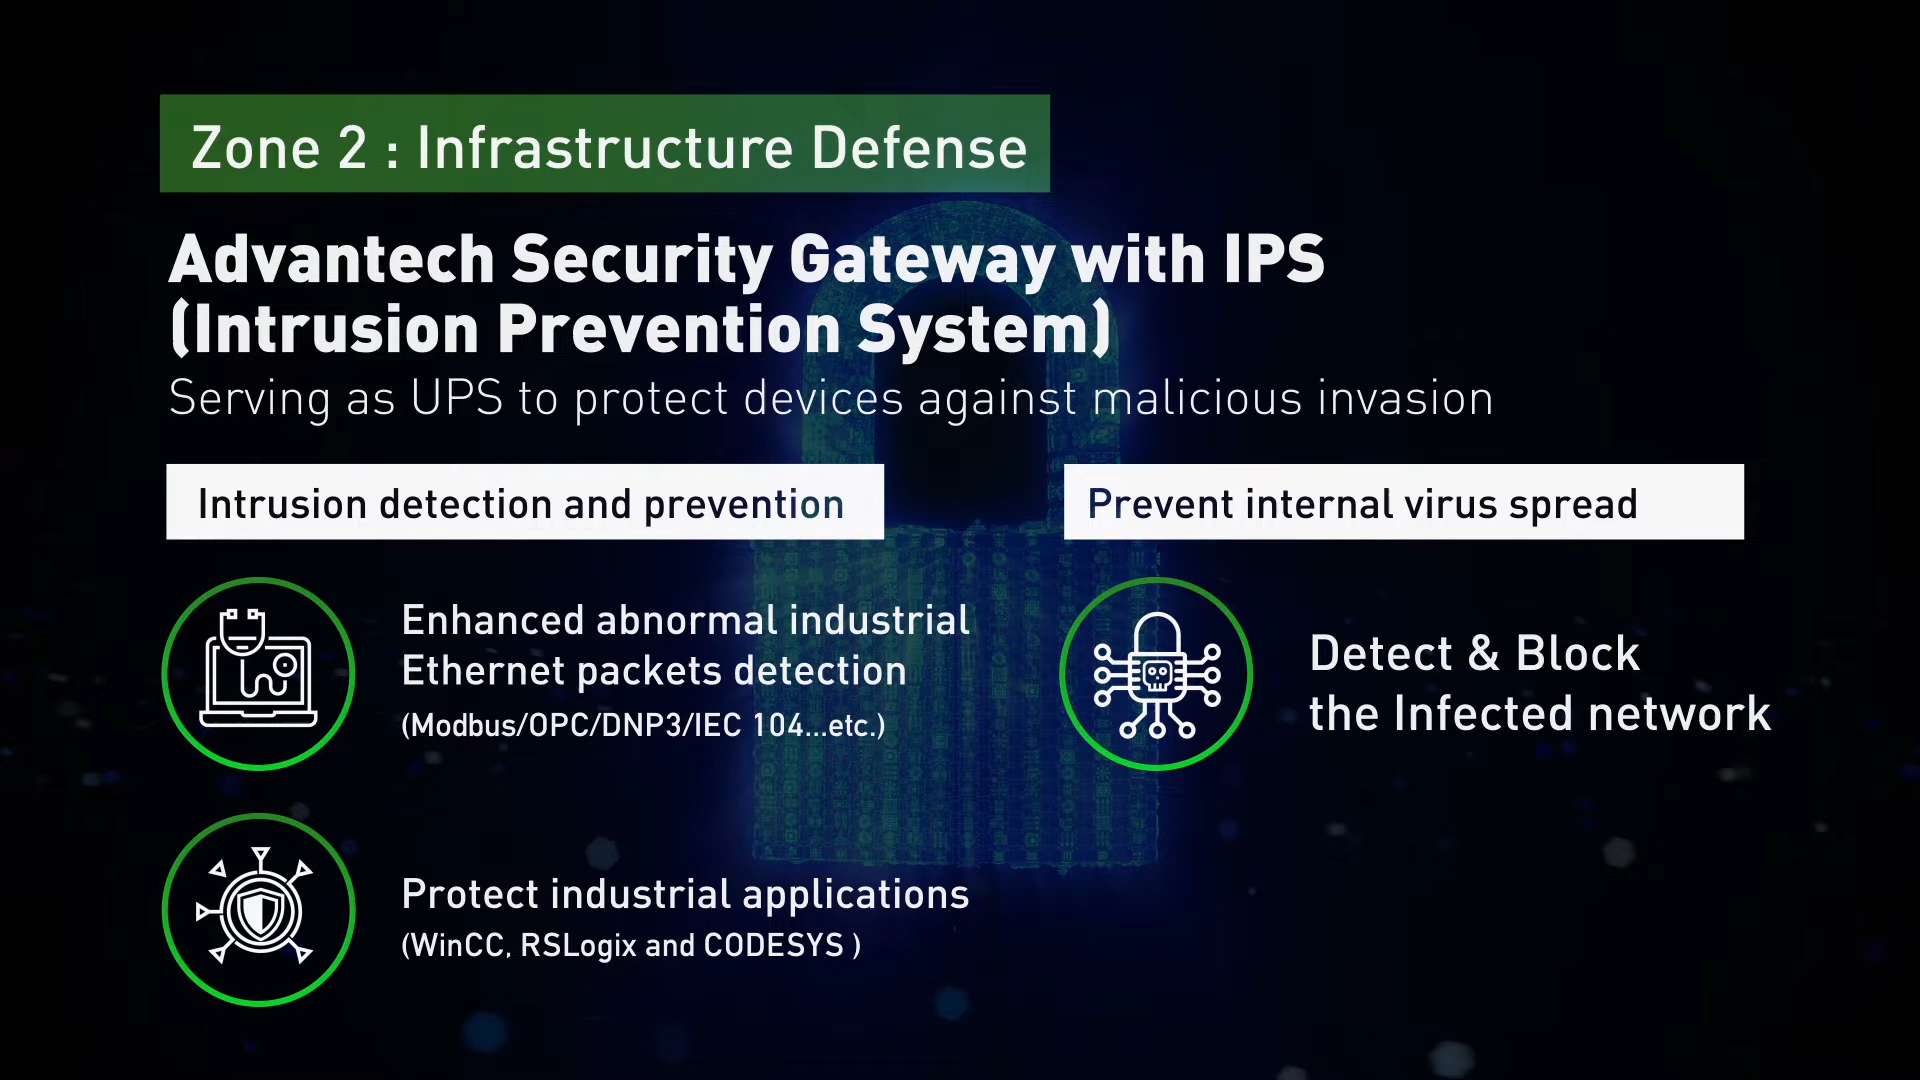 Zone 2 : Infrastructure Defense
Advantech Security Gateway with IPS
(Intrusion Prevention System)
Serving as UPS to protect devices against malicious invasion
Intrusion detection and prevention
Enhanced abnormal industrial
Ethernet packets detection
(Modbus/OPC/DNP3/IEC 104...etc.)
Protect industrial applications
(WinCC, RSLogix and CODESYS )
Prevent internal virus spread
Detect & Block
the Infected network